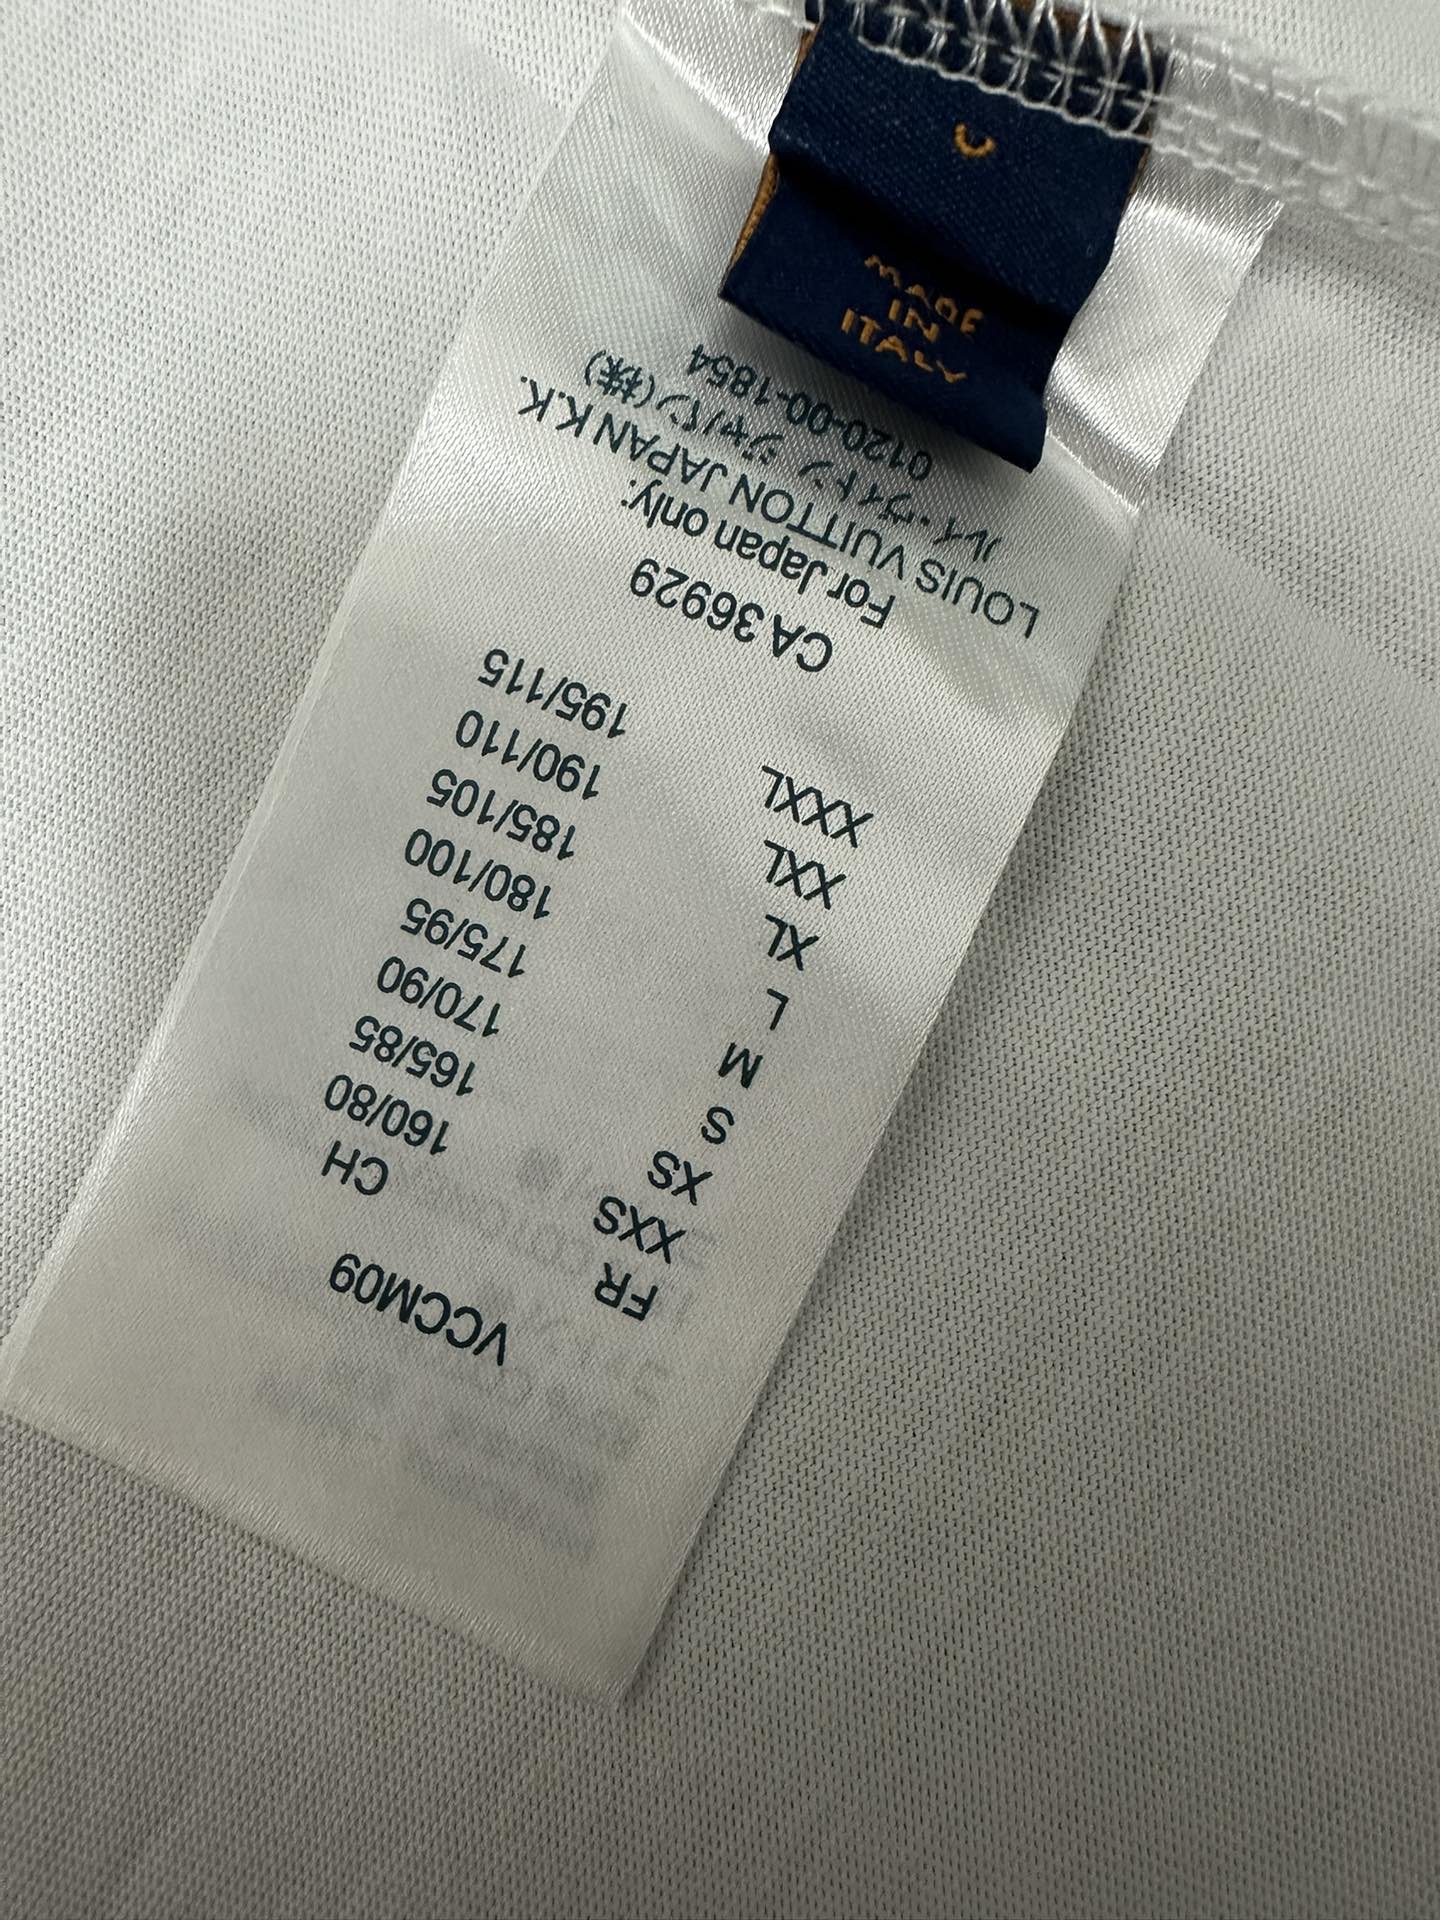 MADE
IN
ITALY
VCCM09
FR CH
XXS 160/80
XS 165/85
S 170/90
M 175/95
L 180/100
XL 185/105
XXL 190/110
XXXL 195/115
CA 36929
For Japan only:
LOUIS VUITTON JAPAN K.K.
ルイ・ヴィトン ジャパン(株)
0120-00-1854